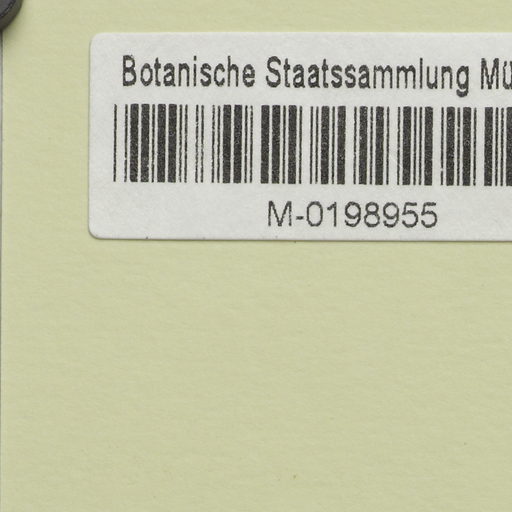 Botanische Staatssammlung Mü
M-0198955